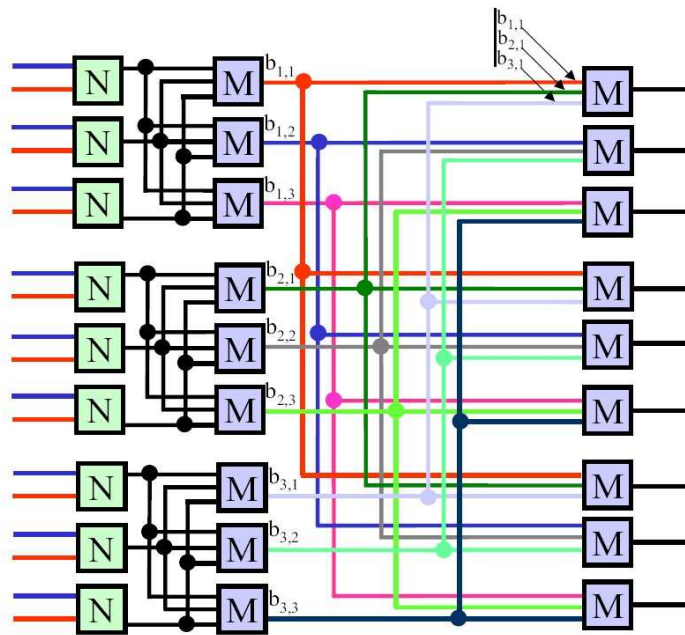 b1,1
b2,1
b3,1
N M b1,1 M
N M b1,2 M
N M b1,3 M
N M b2,1 M
N M b2,2 M
N M b2,3 M
N M b3,1 M
N M b3,2 M
N M b3,3 M